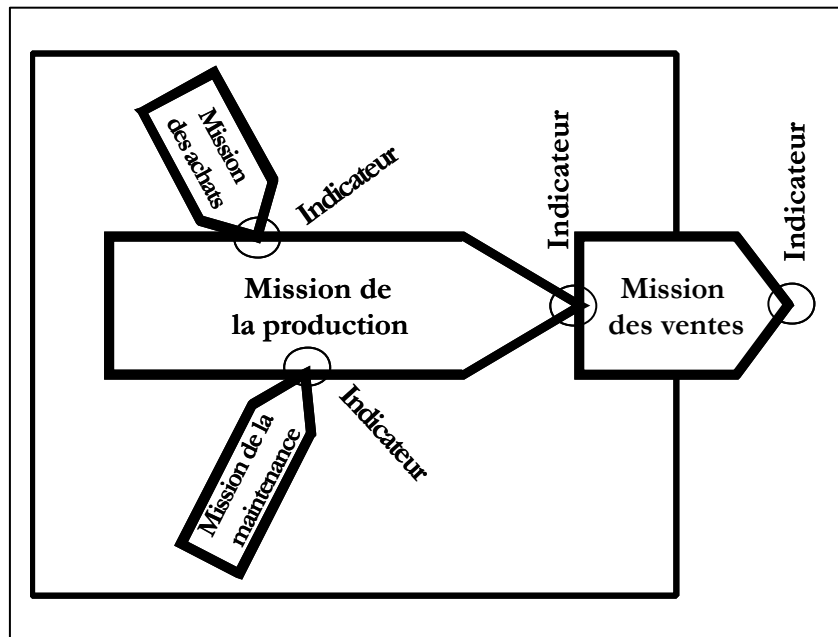 Mission
des achats
Indicateur
Indicateur
Indicateur
Mission de
la production
Mission
des ventes
Indicateur
Mission de la
maintenance